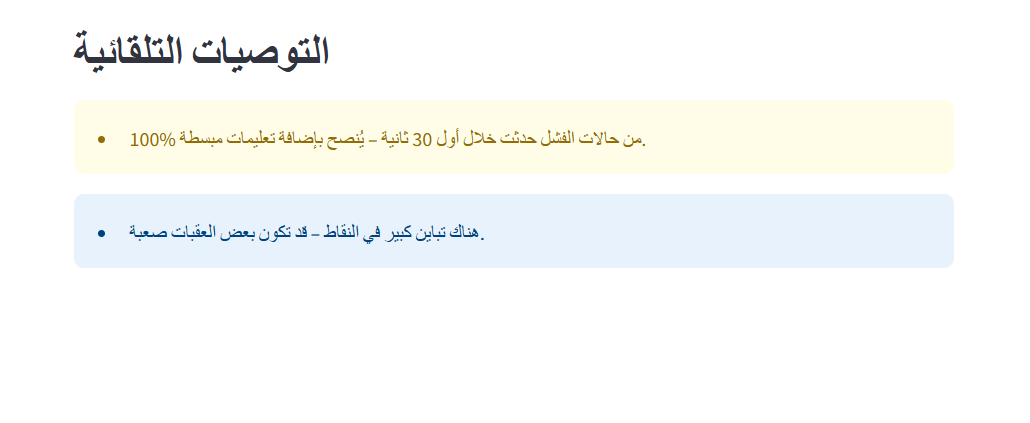 التوصيات التلقائية
100% من حالات الفشل حدثت خلال أول 30 ثانية – يُنصح بإضافة تعليمات مبسطة.
هناك تباين كبير في النقاط – قد تكون بعض العقبات صعبة.